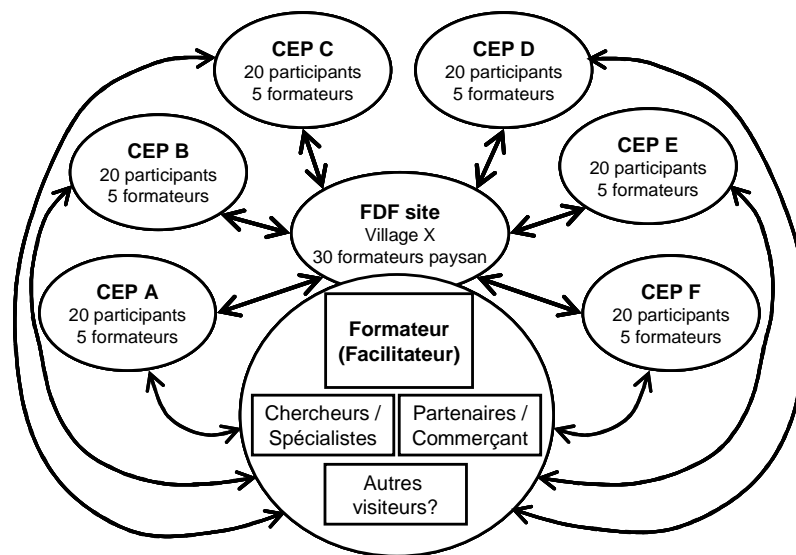 CEP C
20 participants
5 formateurs
CEP D
20 participants
5 formateurs
CEP B
20 participants
5 formateurs
CEP E
20 participants
5 formateurs
FDF site
Village X
30 formateurs paysan
CEP A
20 participants
5 formateurs
CEP F
20 participants
5 formateurs
Formateur
(Facilitateur)
Chercheurs /
Spécialistes
Partenaires /
Commerçant
Autres
visiteurs?